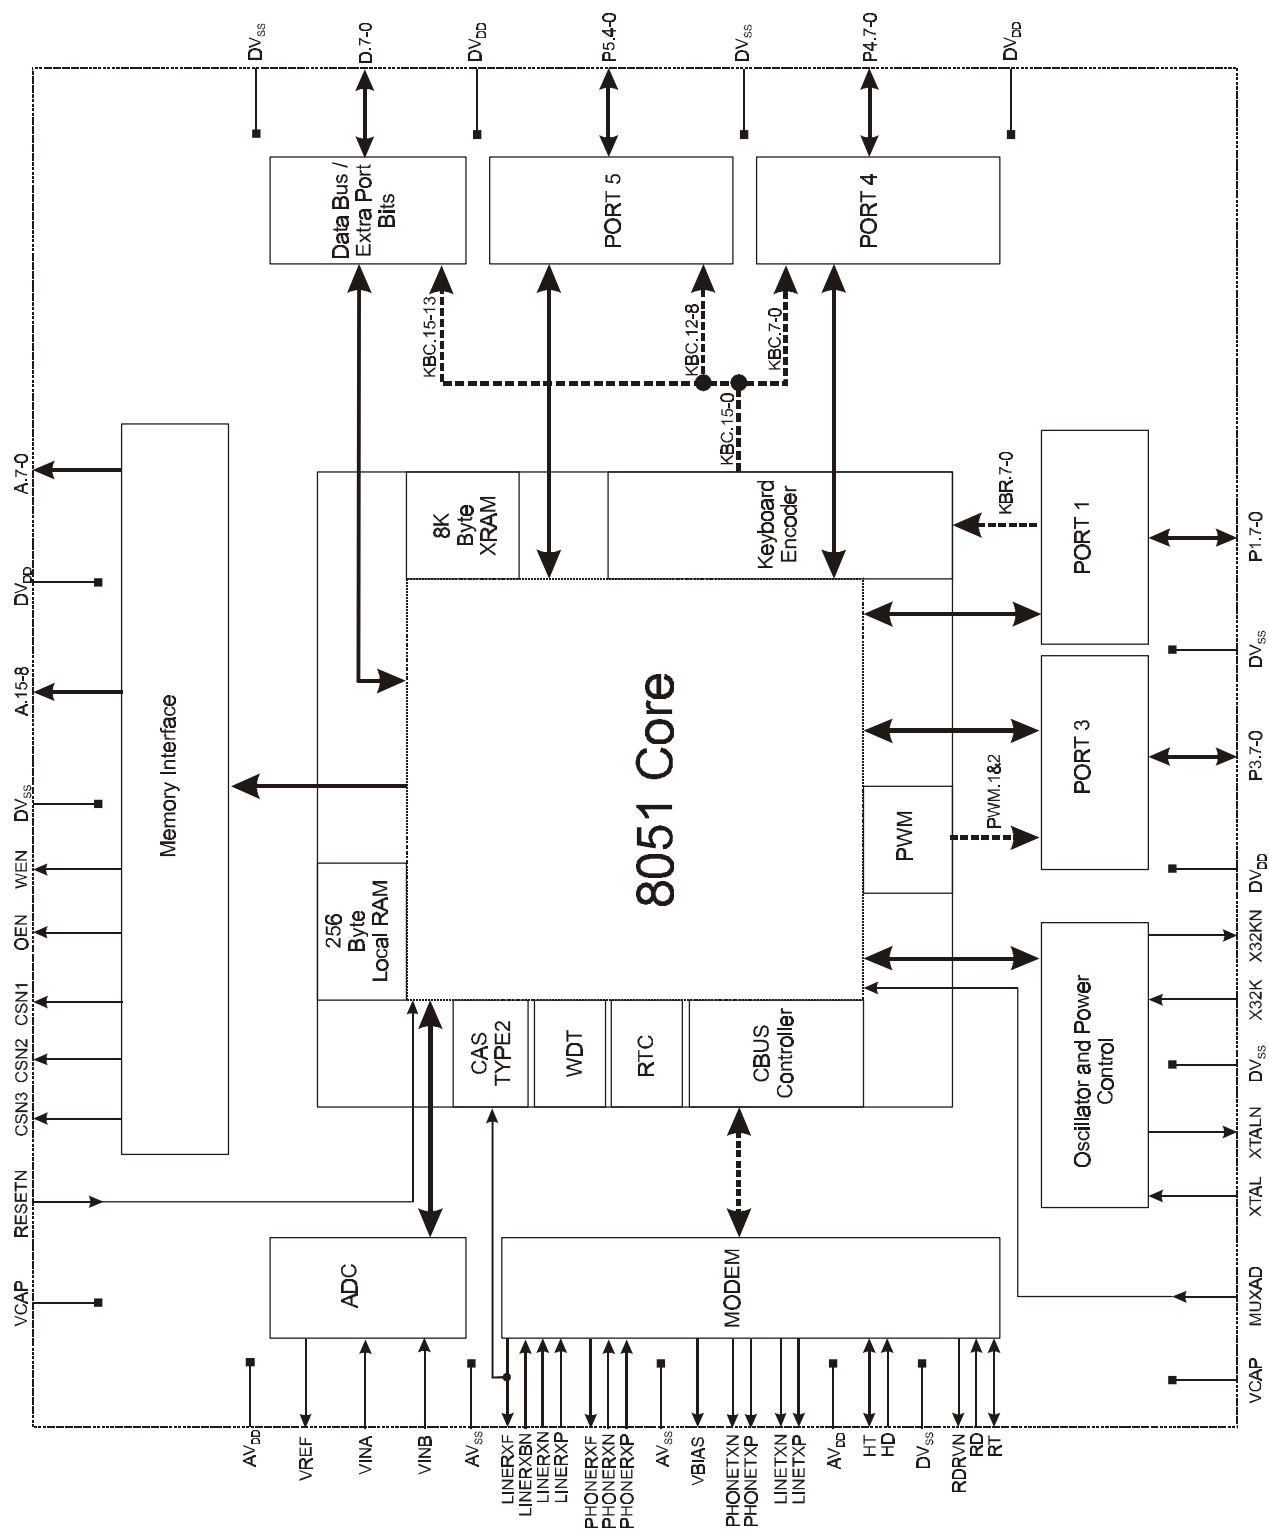 DVSS
D.7-0
DVDD
P5.4-0
DVSS
P4.7-0
DVDD
Data Bus /
Extra Port
Bits
PORT 5
PORT 4
KBC.15-13
KBC.12-8
KBC.7-0
KBC.15-0
A.7-0
DVDD
A.15-8
DVSS
WEN
OEN
CSN1
CSN2
CSN3
RESETN
VCAP
Memory Interface
8K
Byte
XRAM
Keyboard
Encoder
KBR.7-0
PORT 1
P1.7-0
DVSS
8051 Core
PORT 3
P3.7-0
PWM.1&2
PWM
DVDD
256
Byte
Local RAM
CAS
TYPE2
WDT
RTC
CBUS
Controller
Oscillator and Power
Control
X32KN
X32K
DVSS
XTALN
XTAL
MUXAD
VCAP
ADC
MODEM
AVDD
VREF
VINA
VINB
AVSS
LINERXF
LINERXBN
LINERXN
LINERXP
PHONERXF
PHONERXN
PHONERXP
AVSS
VBIAS
PHONETXN
PHONETXP
LINETXN
LINETXP
AVDD
HT
HD
DVSS
RDRVN
RD
RT